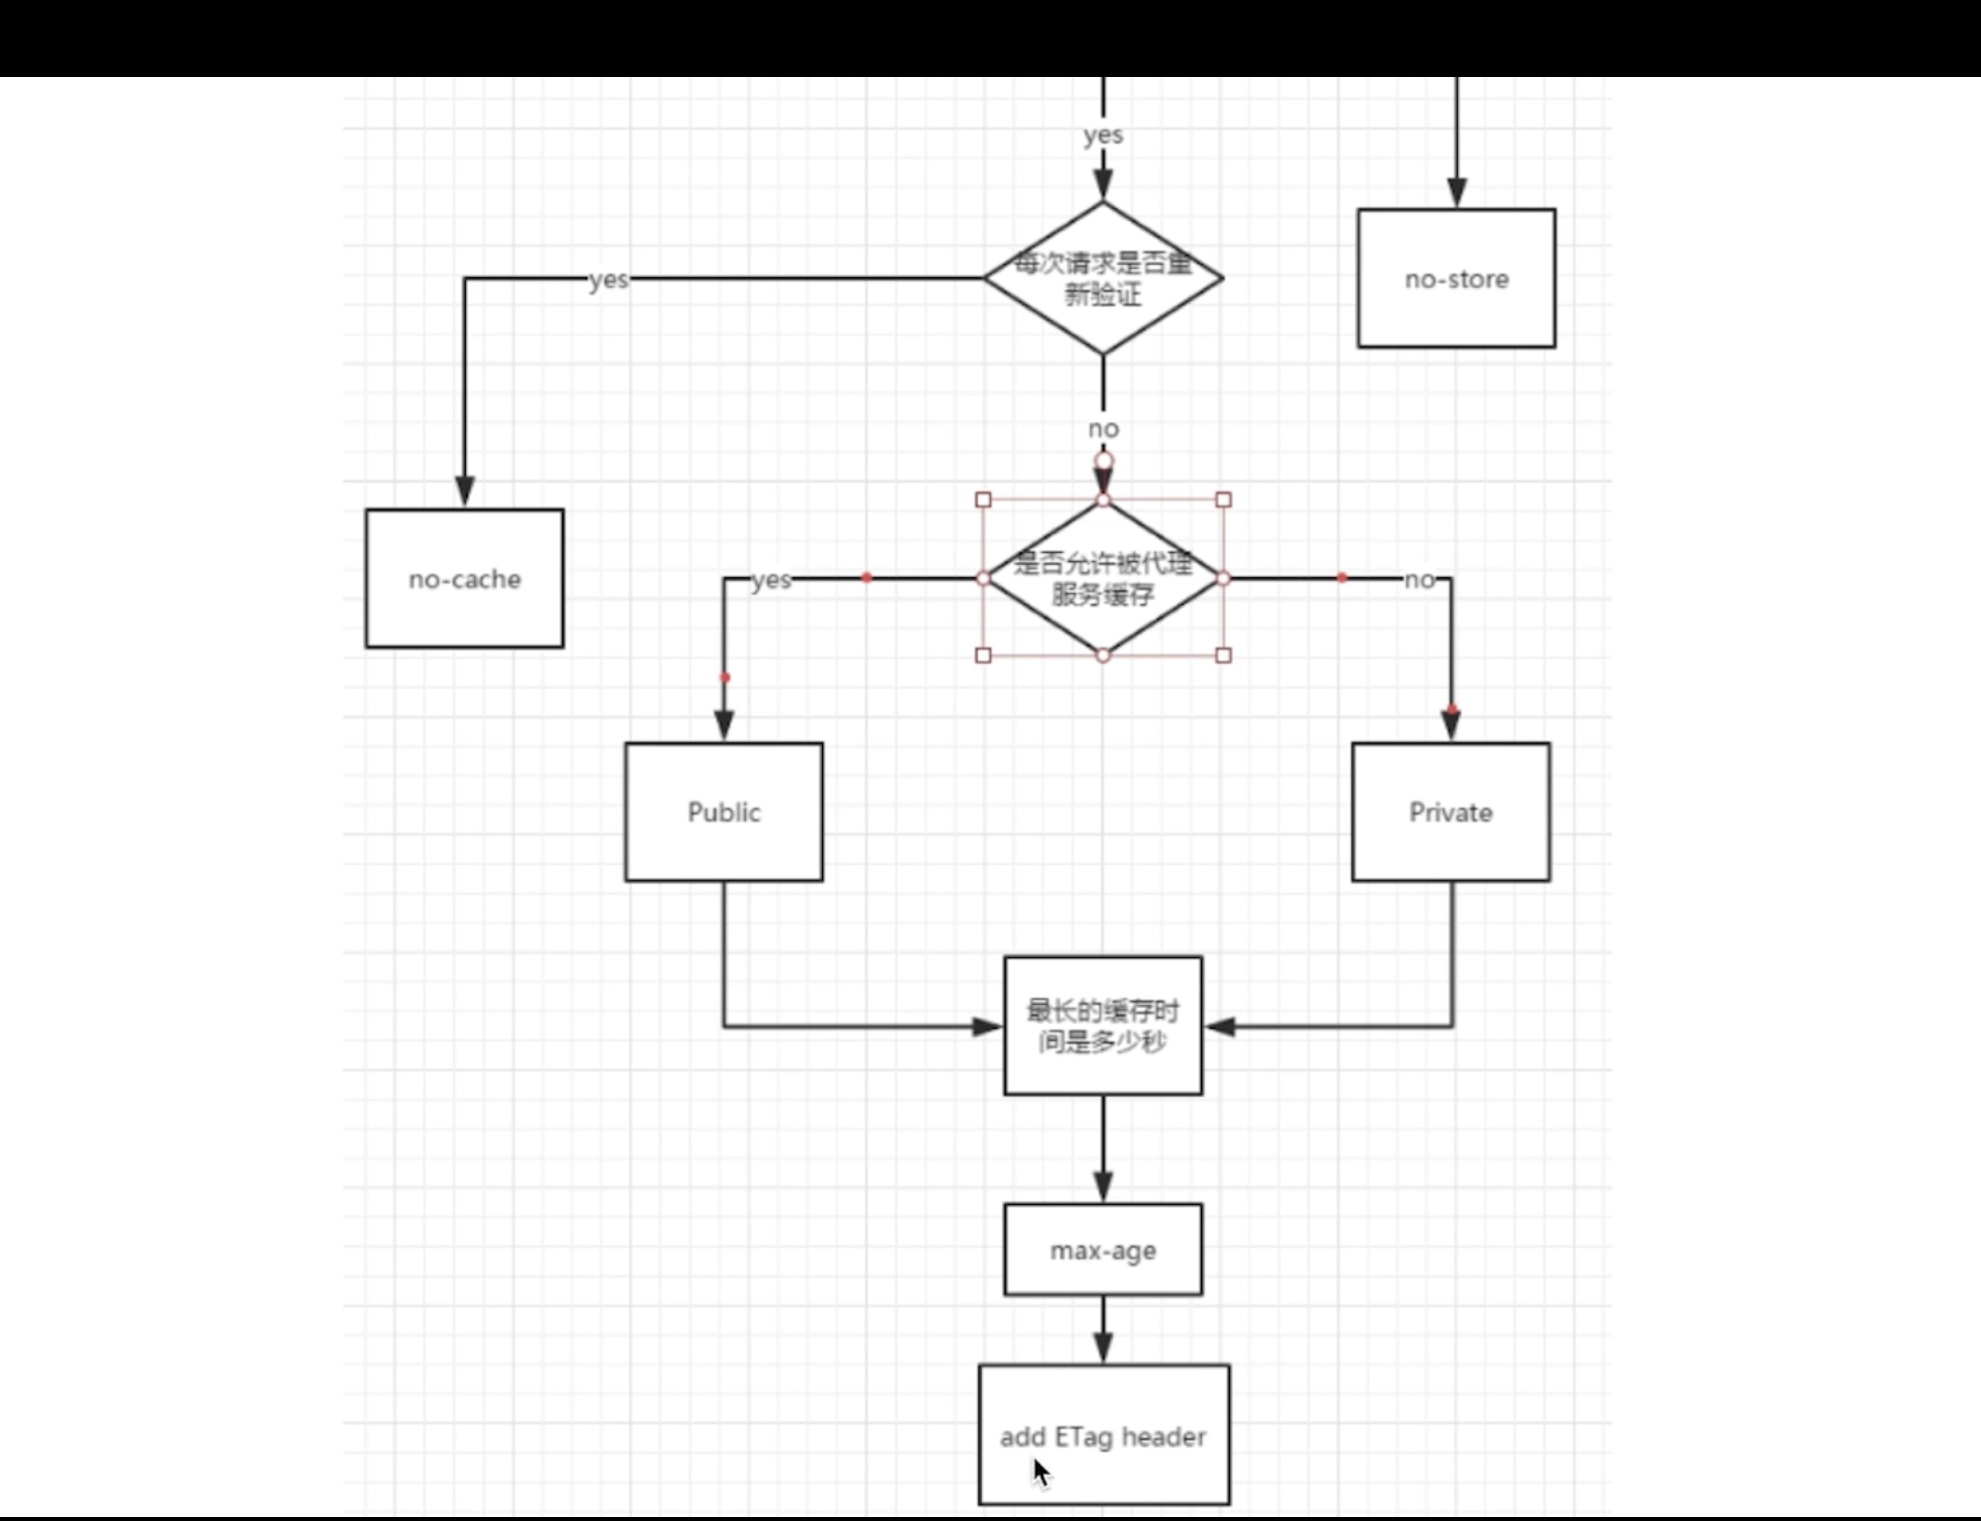 yes
每次请求是否重
新验证
no-store
yes
no
no-cache
yes
是否允许被代理
服务缓存
no
Public
Private
最长的缓存时
间是多少秒
max-age
add ETag header